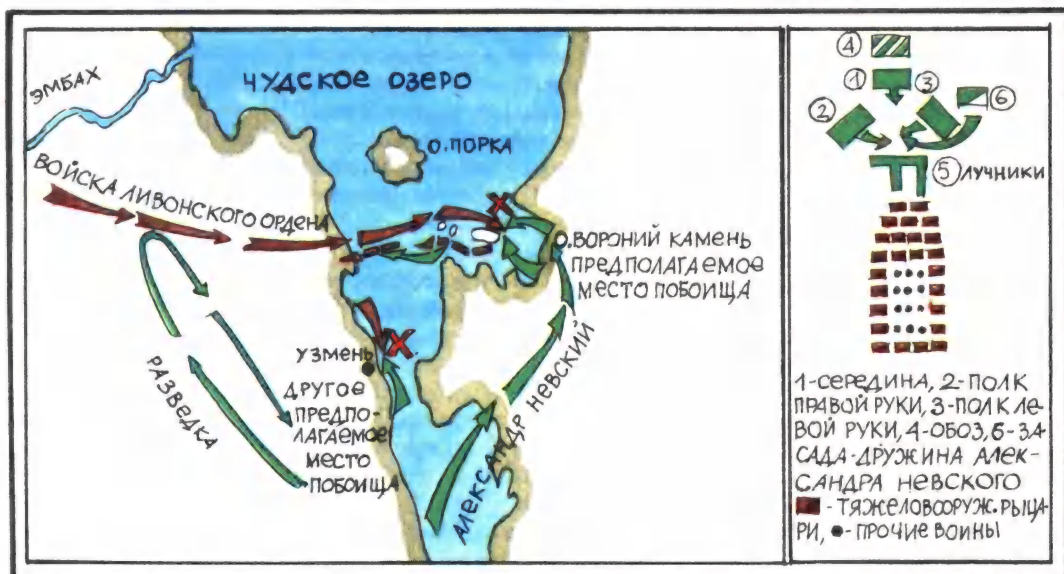 ЭМБАХ
ЧУДСКОЕ ОЗЕРО
О.ПОРКА
ВОЙСКА ЛИВОНСКОГО ОРДЕНА
О.ВОРОНИЙ КАМЕНЬ
ПРЕДПОЛАГАЕМОЕ
МЕСТО ПОБОИЩА
УЗМЕНЬ
ДРУГОЕ
ПРЕДПО-
ЛАГАЕМОЕ
МЕСТО
ПОБОИЩА
РАЗВЕДКА
АЛЕКСАНДР НЕВСКИЙ
4
1
3
2
6
5 ЛУЧНИКИ
1-СЕРЕДИНА, 2-ПОЛК
ПРАВОЙ РУКИ, 3-ПОЛК ЛЕ-
ВОЙ РУКИ, 4-ОБОЗ, 6-ЗА-
САДА-ДРУЖИНА АЛЕК-
САНДРА НЕВСКОГО
- ТЯЖЕЛОВООРУЖ. РЫЦА-
РИ, - ПРОЧИЕ ВОИНЫ